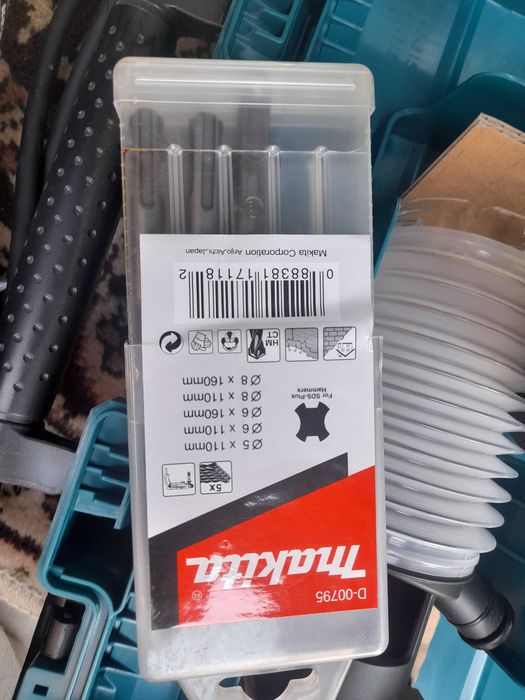 D-00795
makita®
5x
Ø 5 x 110mm
Ø 6 x 110mm
Ø 6 x 160mm
Ø 8 x 110mm
Ø 8 x 160mm
For SDS-Plus
Hammers
HM
CT
0 88381 17118 2
Makita Corporation Anjo,Aichi,Japan